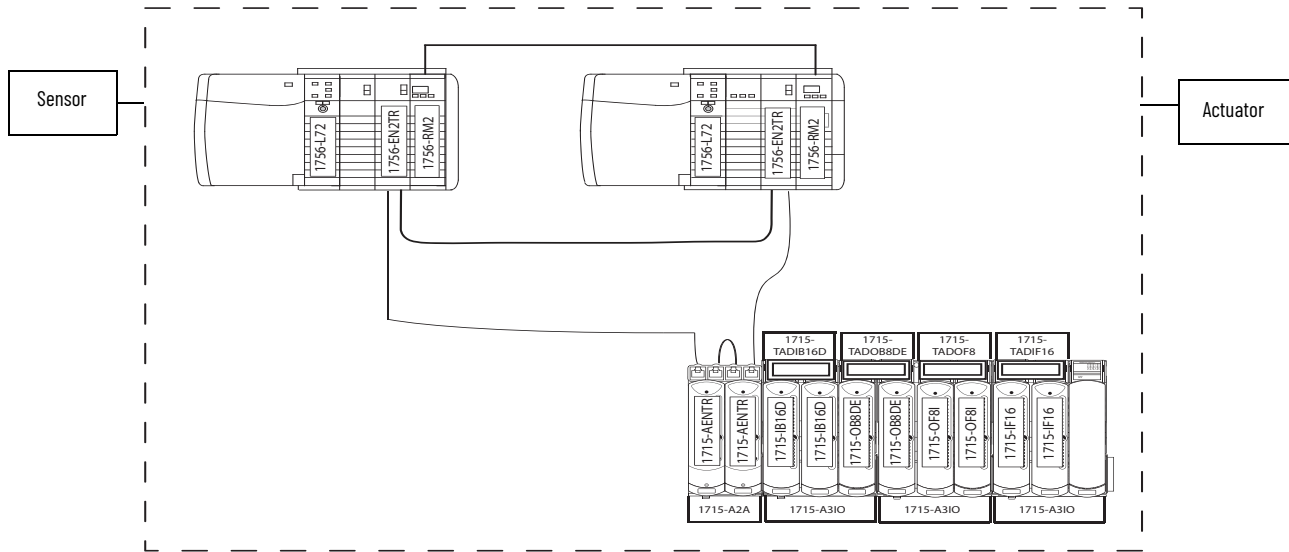 Sensor
Actuator
1756-L72
1756-EN2TR
1756-RM2
1756-L72
1756-EN2TR
1756-RM2
1715-
TADIB16D
1715-
TADOB8DE
1715-
TADOF8
1715-
TADIF16
1715-AENTR
1715-AENTR
1715-IB16D
1715-IB16D
1715-OB8DE
1715-OB8DE
1715-OF8I
1715-OF8I
1715-IF16
1715-IF16
1715-A2A
1715-A3IO
1715-A3IO
1715-A3IO